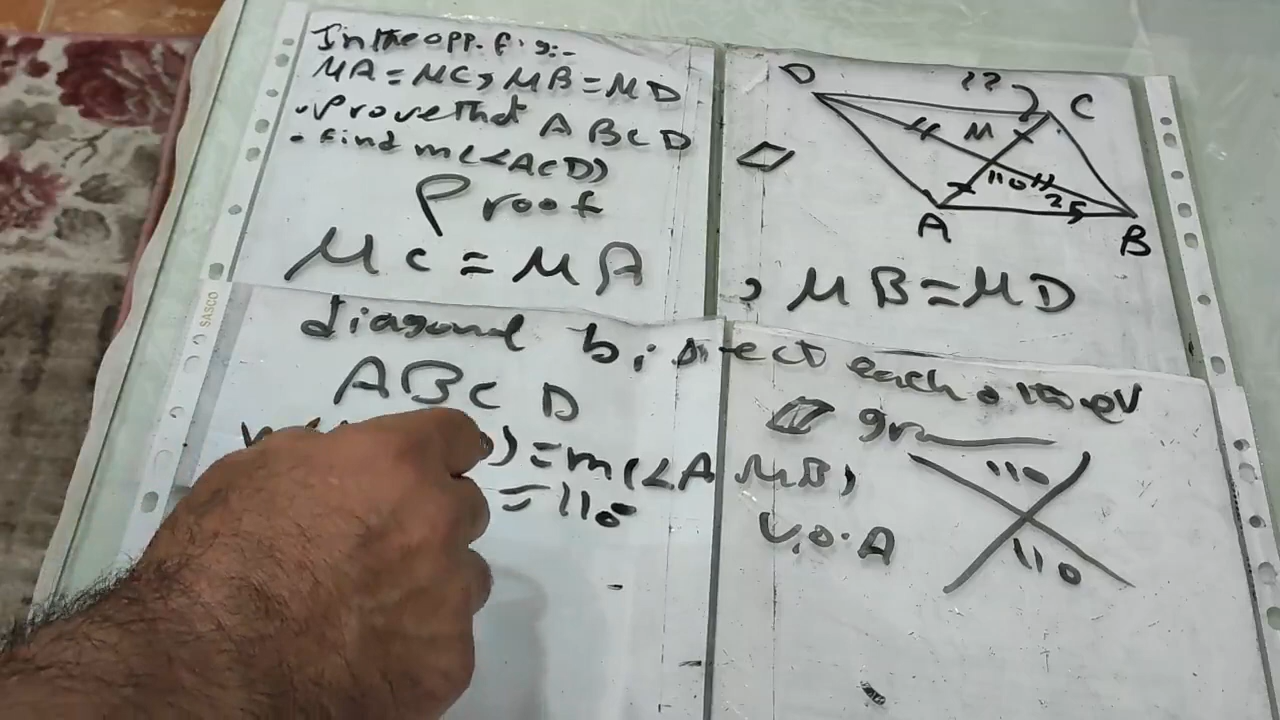 In the opp. fig:-
MA = MC, MB = MD
• Prove that ABCD
• find m(<ACD)
Proof
MC = MA
, MB = MD
D
??
C
M
110
25
A
B
diagonal bisect each other
ABCD gr
) = m(<AMB)
= 110°
V.O.A
110
110
SASCO